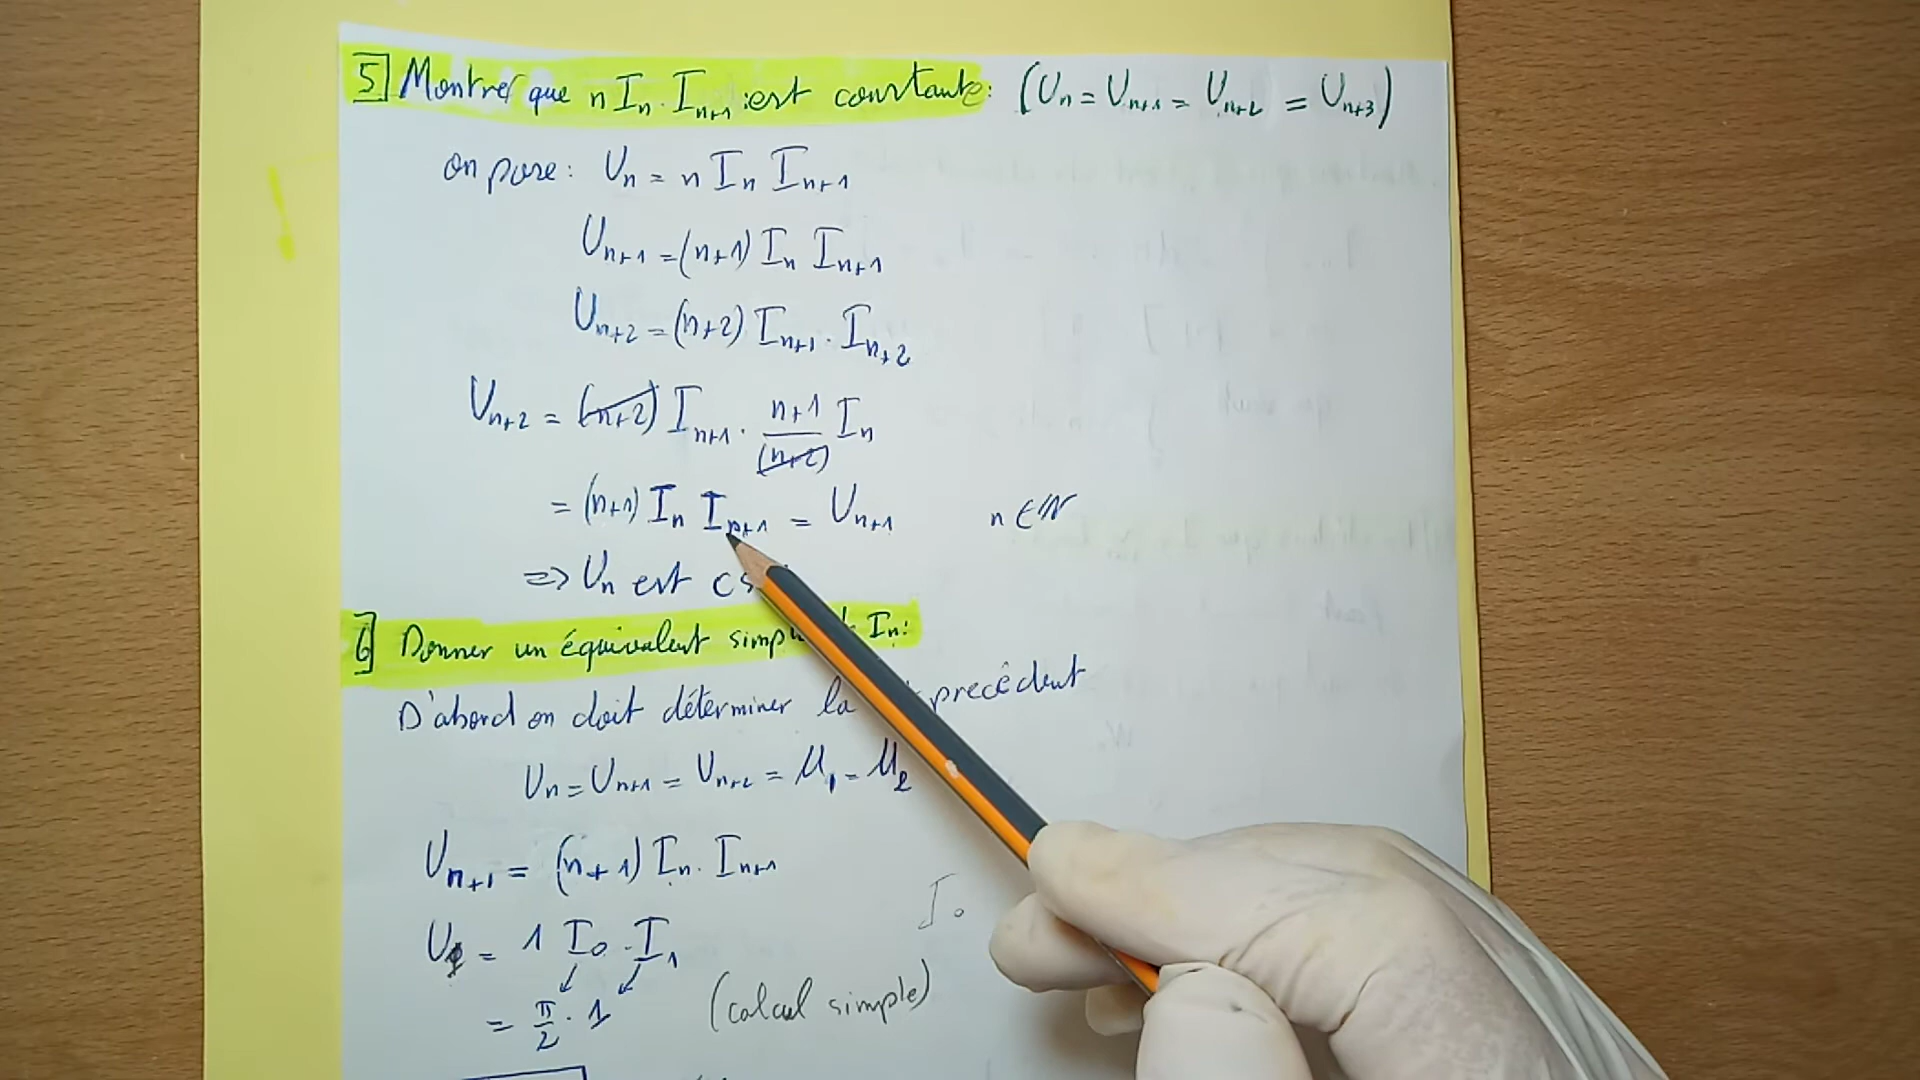 5] Montrer que n Iₙ . Iₙ₊₁ :est constante: (Uₙ = Uₙ₊₁ = Uₙ₊₂ = Uₙ₊₃)
on pose : Uₙ = n Iₙ Iₙ₊₁
Uₙ₊₁ = (n+1) Iₙ Iₙ₊₁
Uₙ₊₂ = (n+2) Iₙ₊₁ . Iₙ₊₂
Uₙ₊₂ = (n+2) Iₙ₊₁ . n+1/(n+2) Iₙ
= (n+1) Iₙ Iₙ₊₁ = Uₙ₊₁ n ∈ ℕ
=> Uₙ est
6] Donner un équivalent Iₙ:
D'abord on doit déterminer la precêdent
Uₙ = Uₙ₊₁ = Uₙ₊₂ = U₁ = U₂
Uₙ₊₁ = (n+1) Iₙ . Iₙ₊₁
I₀
U₁ = 1 I₀ . I₁
= π/2 . 1 (calcul simple)